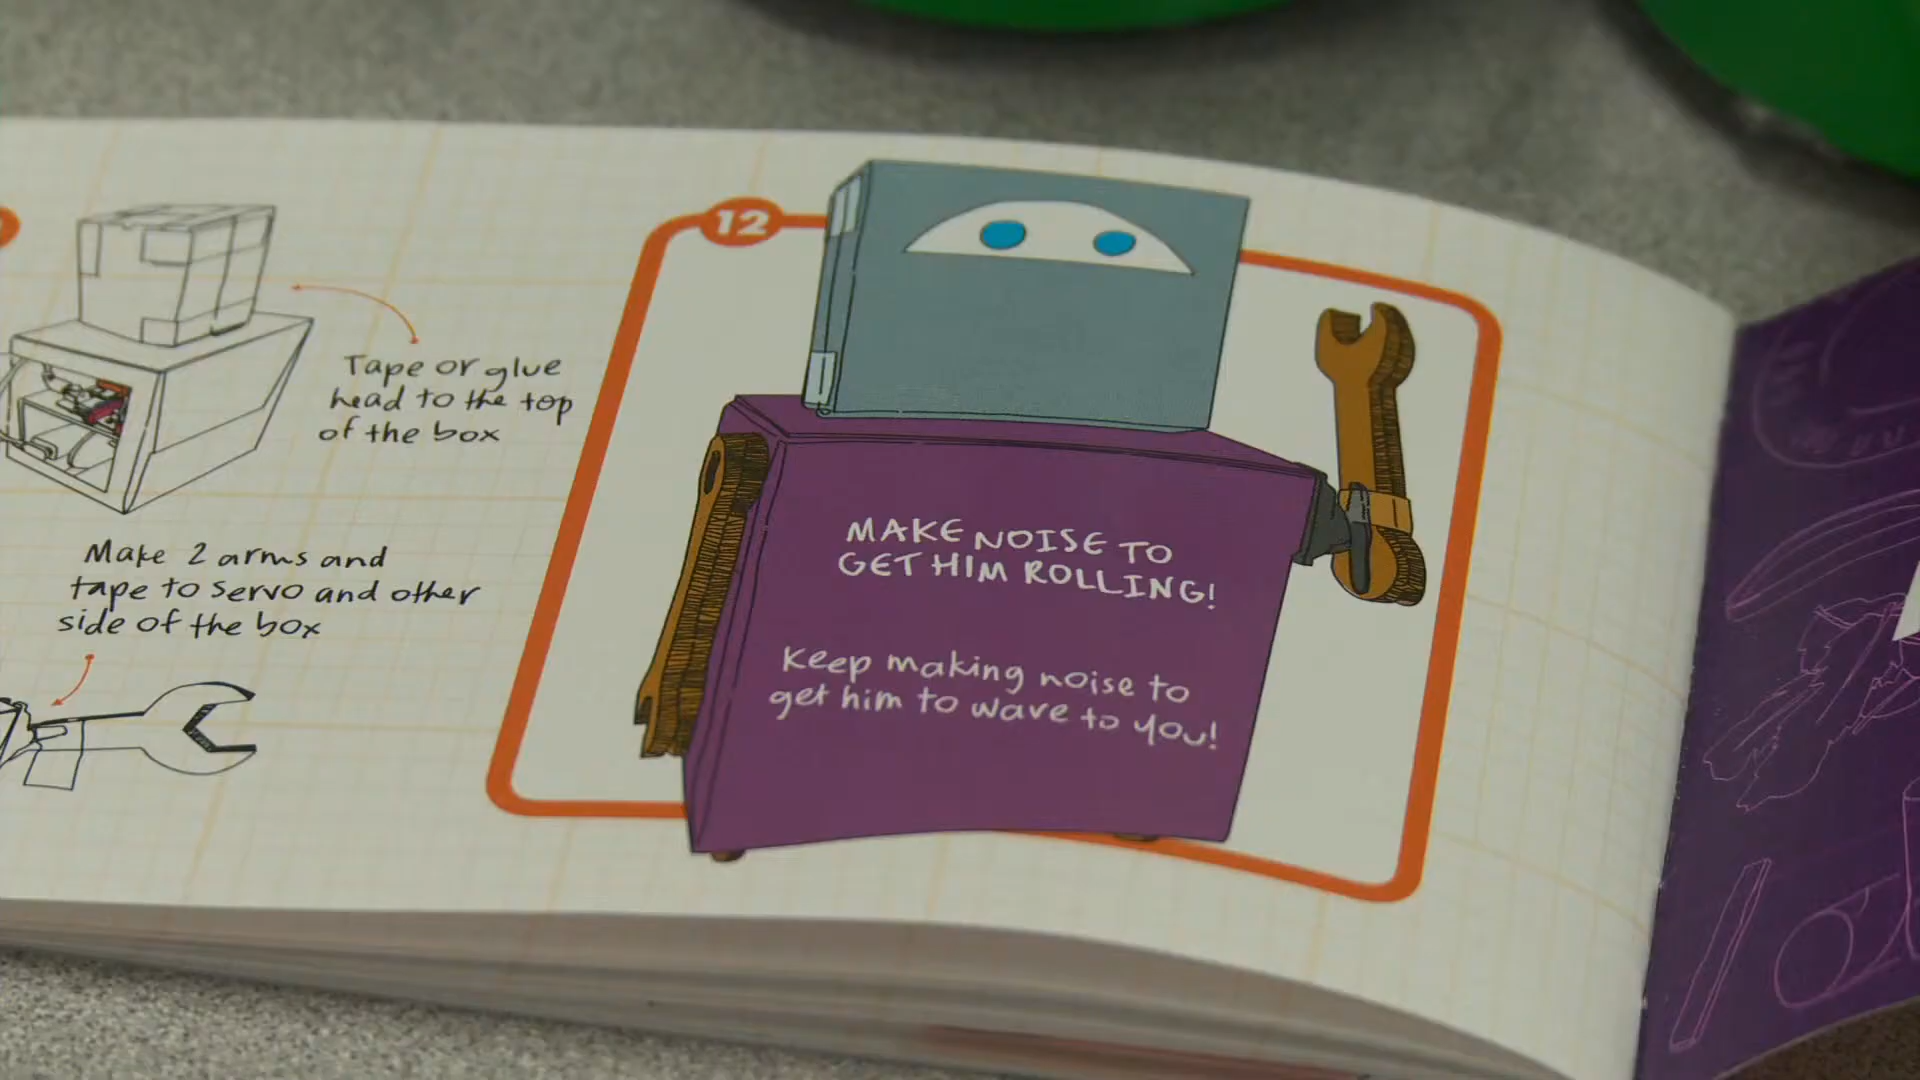 Tape or glue
head to the top
of the box
Make 2 arms and
tape to servo and other
side of the box
12
MAKE NOISE TO
GET HIM ROLLING!
Keep making noise to
get him to wave to you!